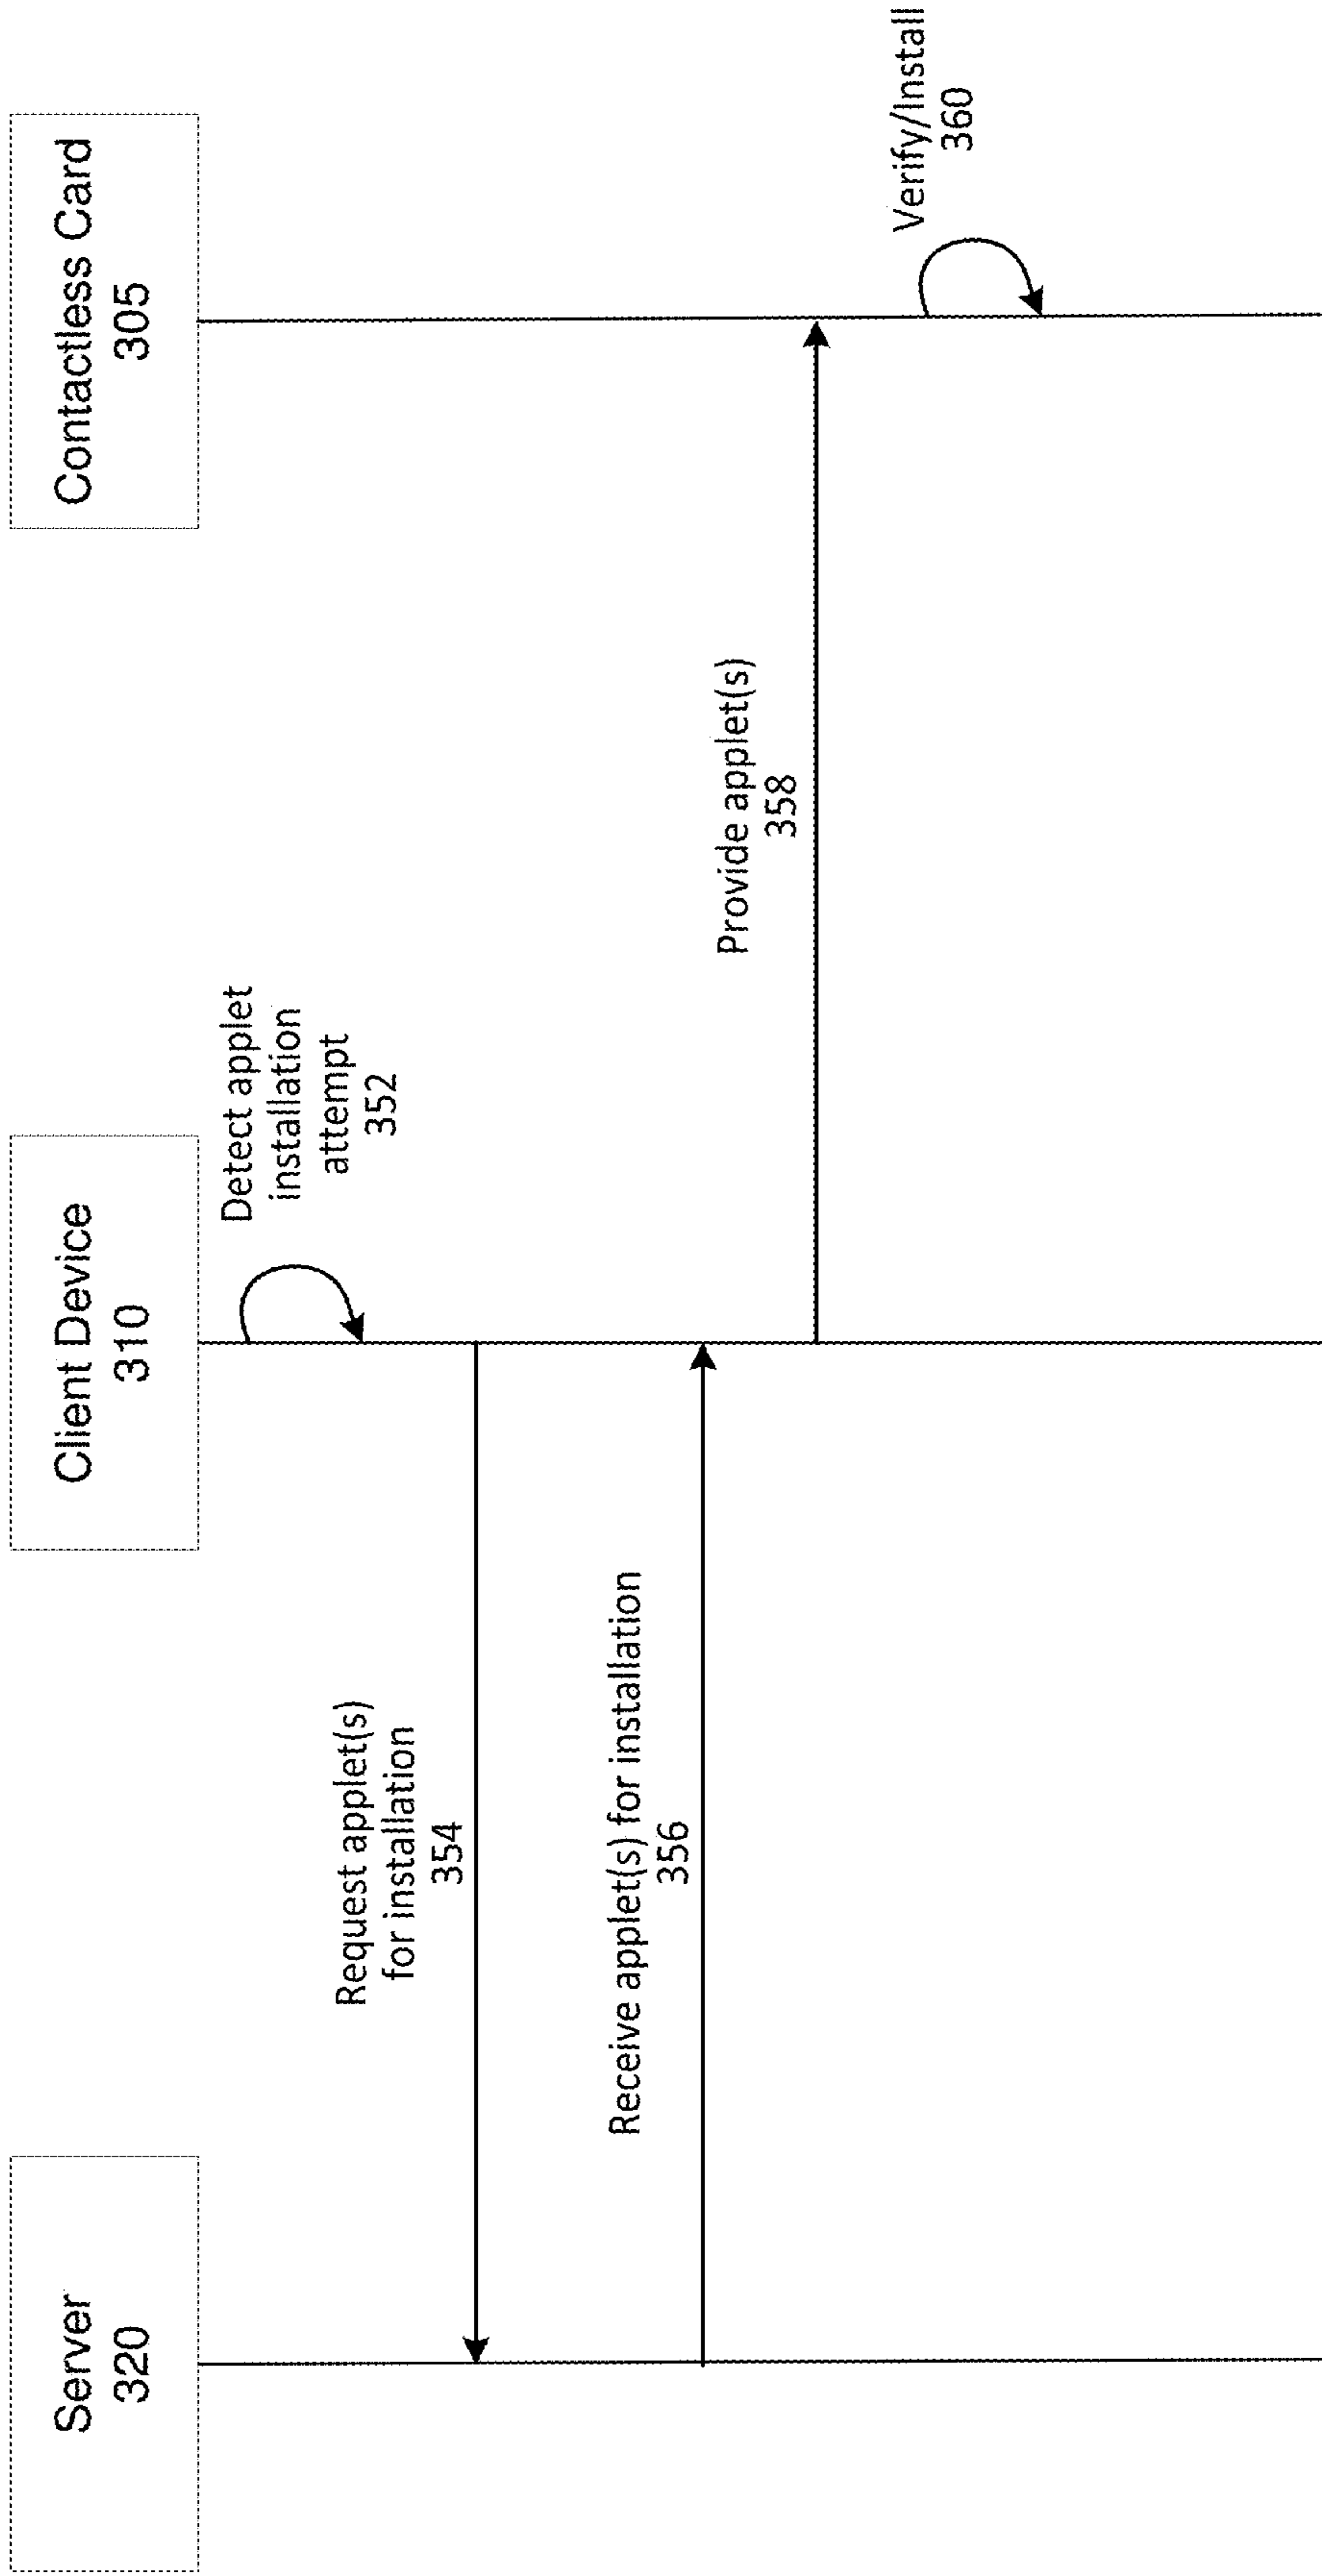 Server
320
Client Device
310
Contactless Card
305
Detect applet
installation
attempt
352
Request applet(s)
for installation
354
Receive applet(s) for installation
356
Provide applet(s)
358
Verify/Install
360